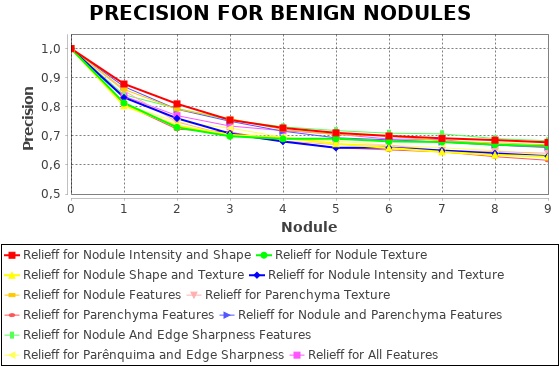 PRECISION FOR BENIGN NODULES
1,0
0,9
0,8
0,7
0,6
0,5
Precision
0 1 2 3 4 5 6 7 8 9
Nodule
Relieff for Nodule Intensity and Shape Relieff for Nodule Texture
Relieff for Nodule Shape and Texture Relieff for Nodule Intensity and Texture
Relieff for Nodule Features Relieff for Parenchyma Texture
Relieff for Parenchyma Features Relieff for Nodule and Parenchyma Features
Relieff for Nodule And Edge Sharpness Features
Relieff for Parênquima and Edge Sharpness Relieff for All Features